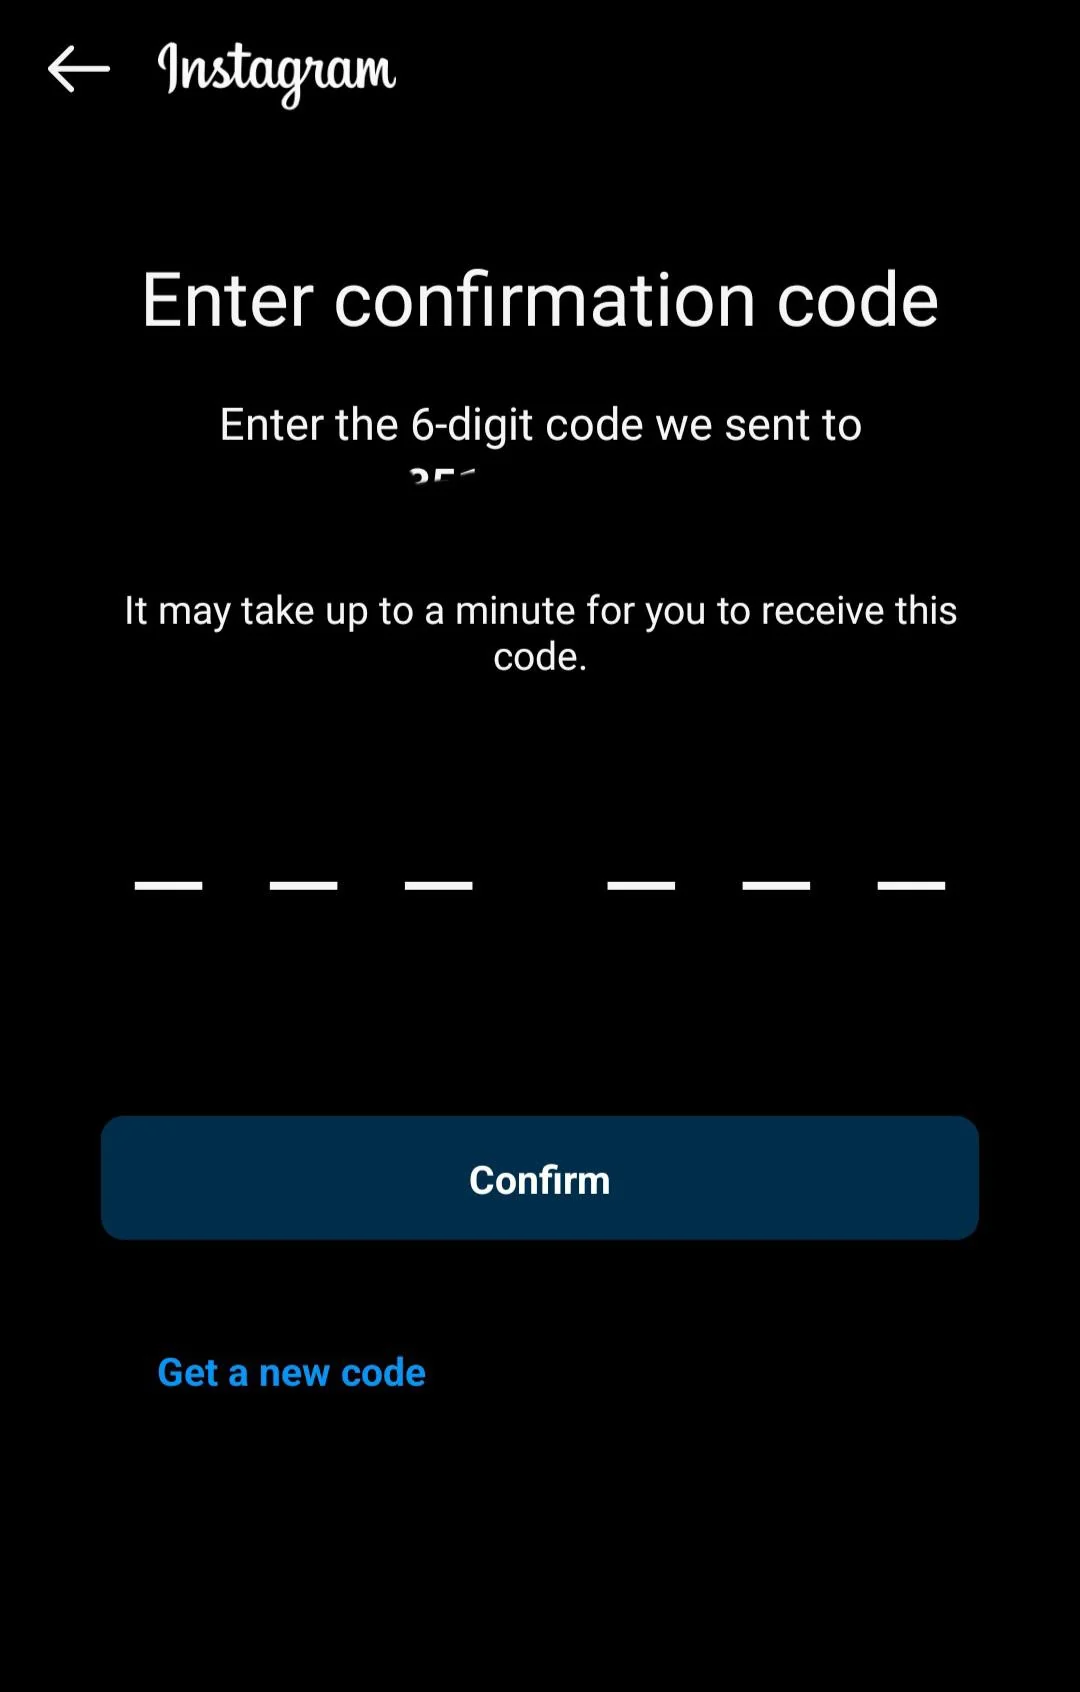 Instagram
Enter confirmation code
Enter the 6-digit code we sent to
It may take up to a minute for you to receive this
code.
Confirm
Get a new code